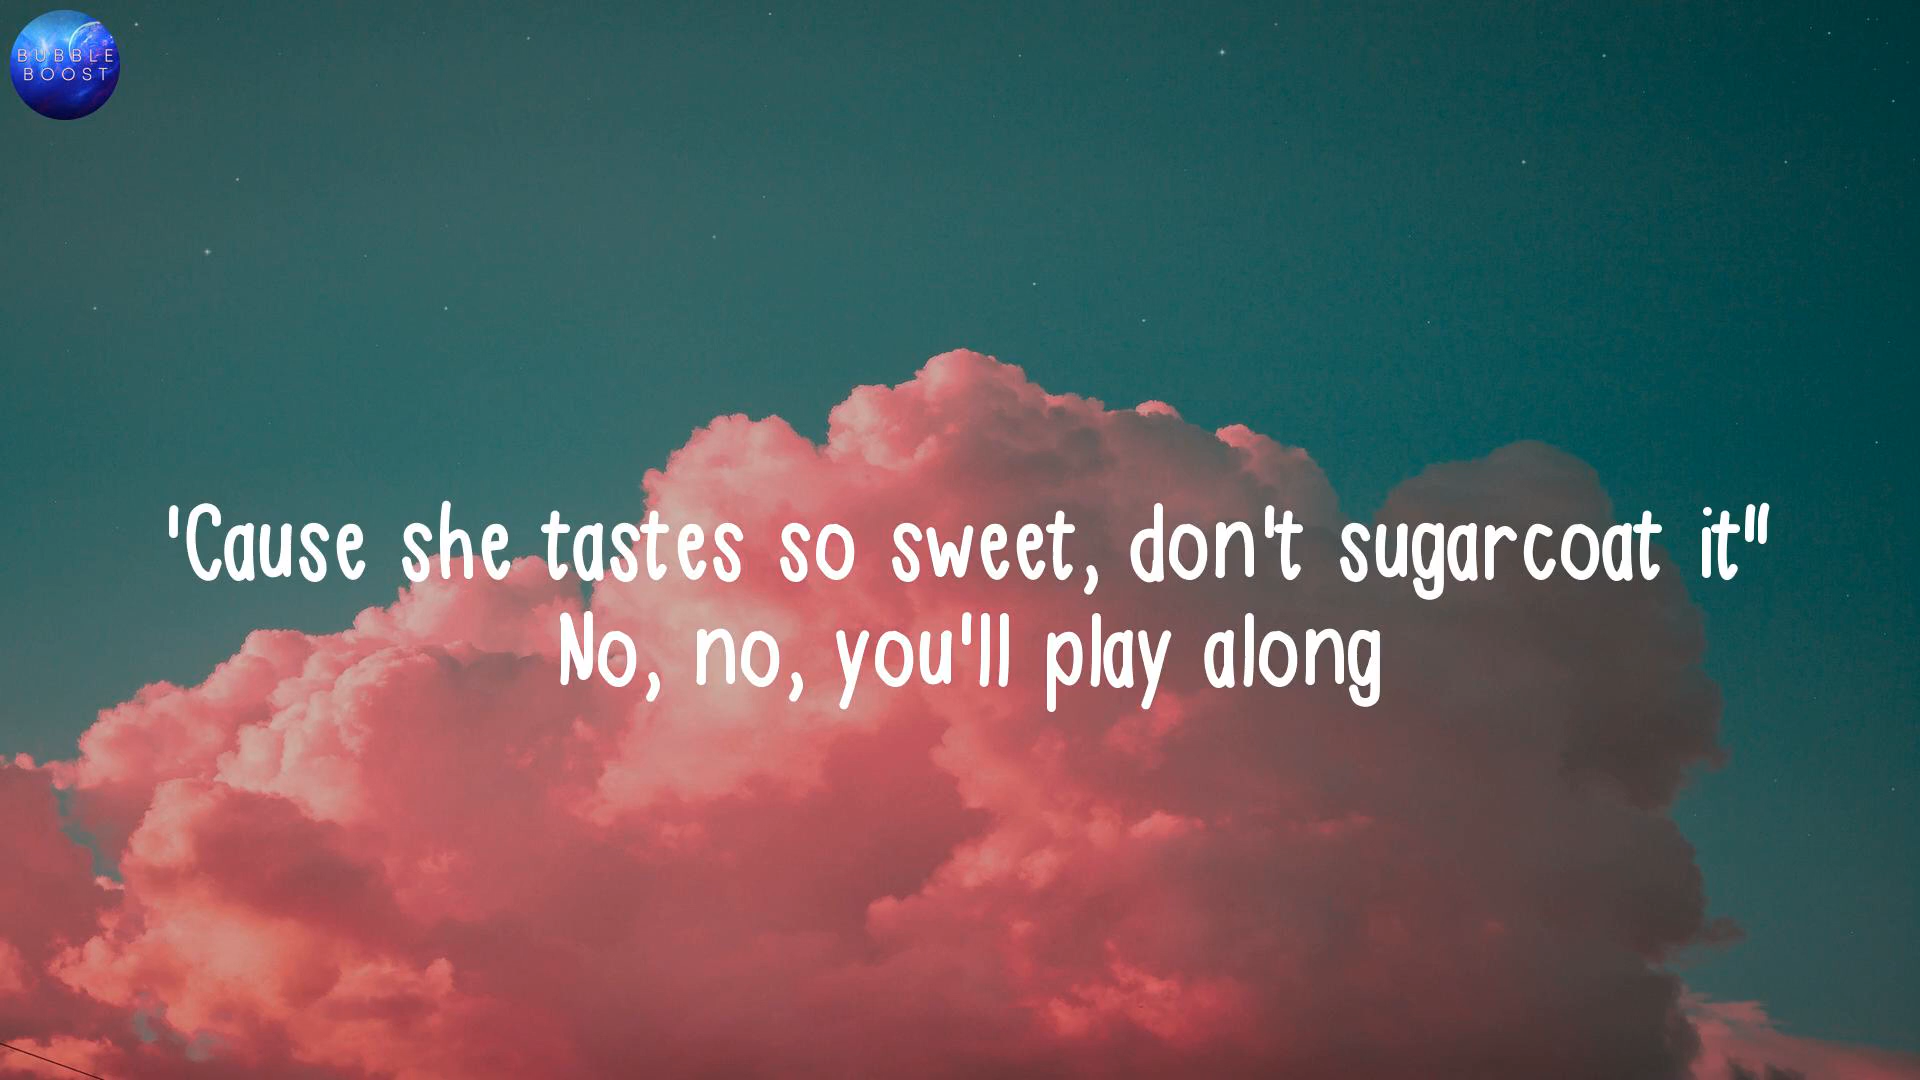 BUBBLE
BOOST
'Cause she tastes so sweet, don't sugarcoat it"
No, no, you'll play along